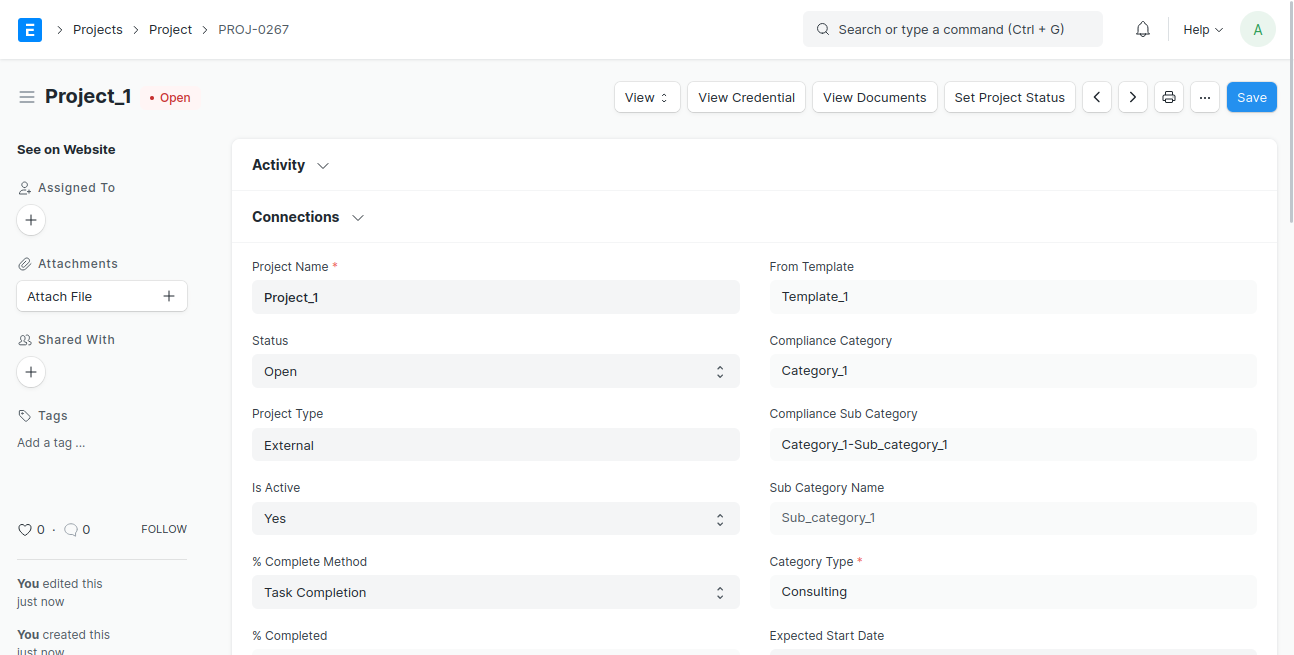 E Projects Project PROJ-0267 Search or type a command (Ctrl + G) Help A
Project_1 • Open View View Credential View Documents Set Project Status ··· Save
See on Website
Assigned To
Attachments
Attach File
Shared With
Tags
Add a tag ...
0 · 0 FOLLOW
You edited this
just now
You created this
just now
Activity
Connections
Project Name *
Project_1
Status
Open
Project Type
External
Is Active
Yes
% Complete Method
Task Completion
% Completed
From Template
Template_1
Compliance Category
Category_1
Compliance Sub Category
Category_1-Sub_category_1
Sub Category Name
Sub_category_1
Category Type *
Consulting
Expected Start Date